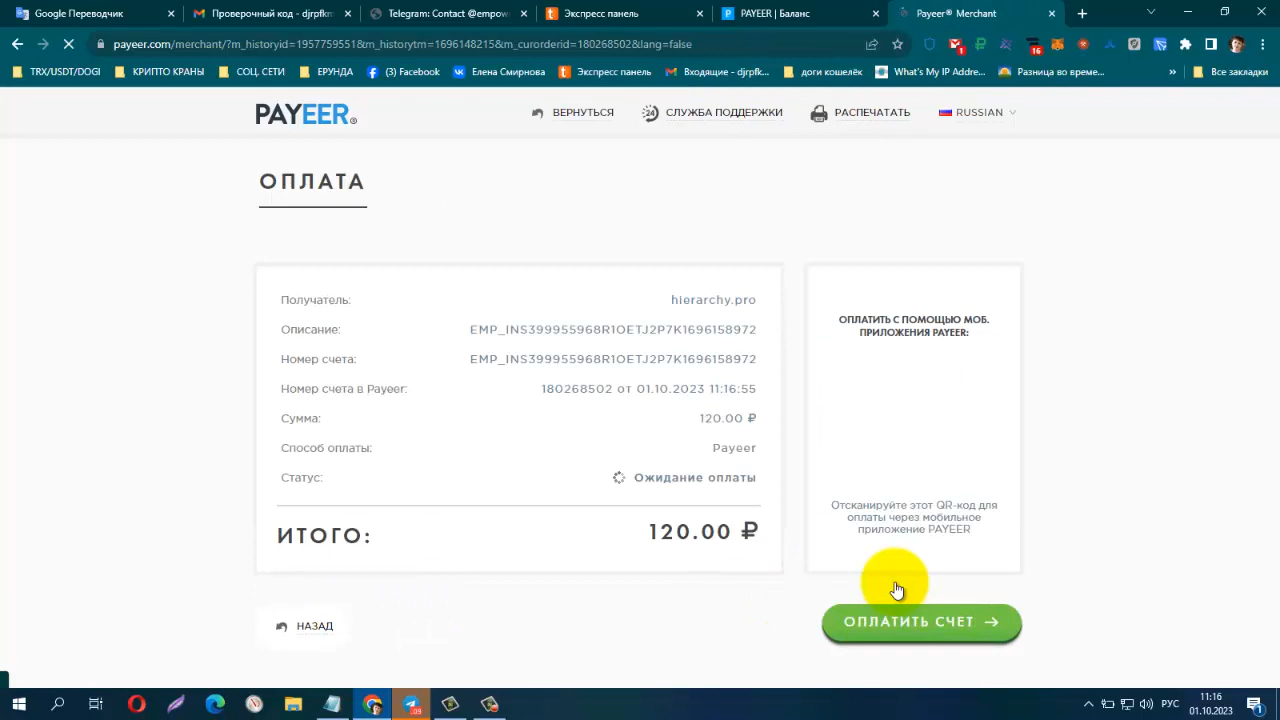 Google Переводчик
Проверочный код - djrpfkm
Telegram: Contact @empow
Экспресс панель
PAYEER | Баланс
Payeer® Merchant
payeer.com/merchant/?m_historyid=1957759551&m_historytm=1696148215&m_curorderid=180268502&lang=false
TRX/USDT/DOGI
КРИПТО КРАНЫ
СОЦ. СЕТИ
ЕРУНДА
(3) Facebook
Елена Смирнова
Экспресс панель
Входящие - djrpfk...
доги кошелёк
What's My IP Addre...
Разница во време...
»
Все закладки
PAYEER®
ВЕРНУТЬСЯ
24 СЛУЖБА ПОДДЕРЖКИ
РАСПЕЧАТАТЬ
RUSSIAN
ОПЛАТА
Получатель: hierarchy.pro
Описание: EMP_INS399955968R1OETJ2P7K1696158972
Номер счета: EMP_INS399955968R1OETJ2P7K1696158972
Номер счета в Payeer: 180268502 от 01.10.2023 11:16:55
Сумма: 120.00 ₽
Способ оплаты: Payeer
Статус: Ожидание оплаты
ИТОГО: 120.00 ₽
ОПЛАТИТЬ С ПОМОЩЬЮ МОБ.
ПРИЛОЖЕНИЯ PAYEER:
Отсканируйте этот QR-код для
оплаты через мобильное
приложение PAYEER
НАЗАД
ОПЛАТИТЬ СЧЕТ →
РУС
11:16
01.10.2023